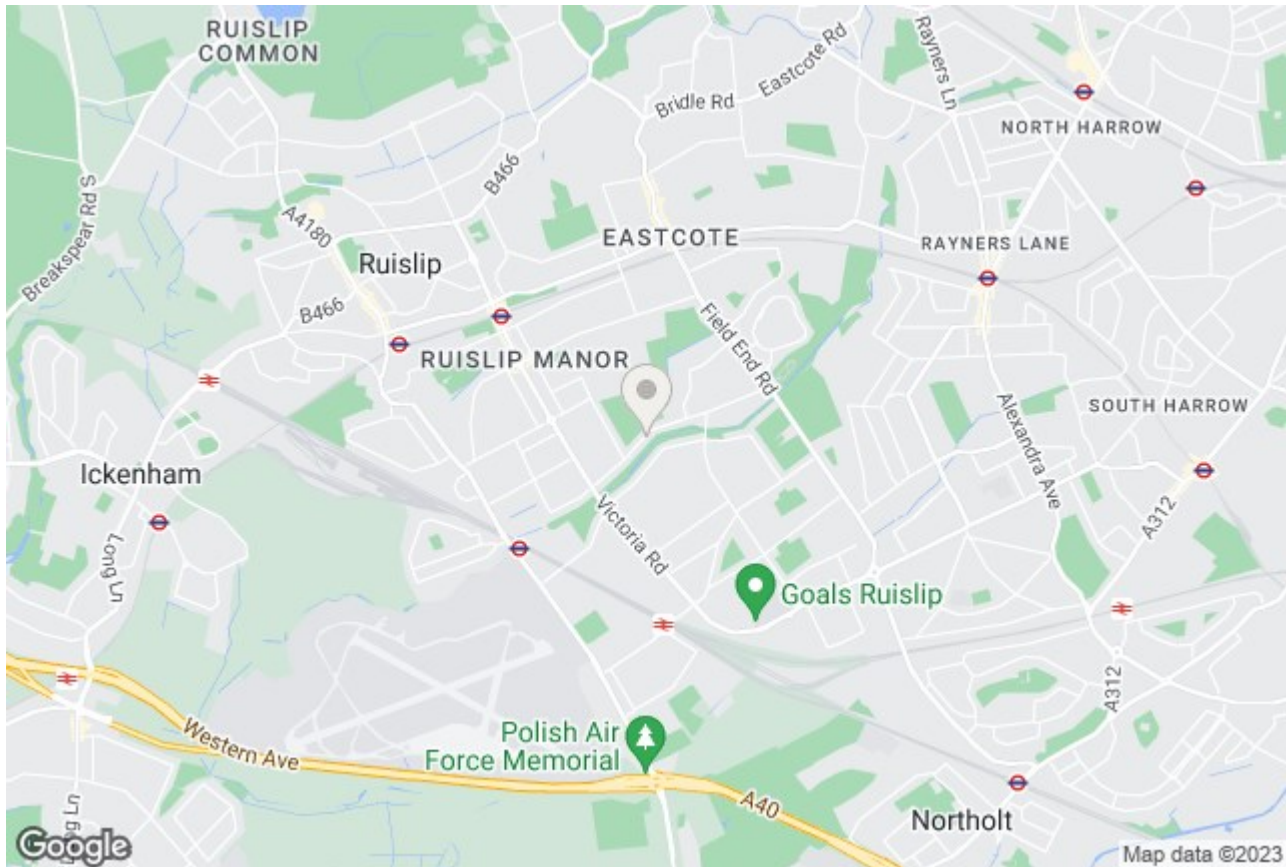 RUISLIP
COMMON
Eastcote Rd
Rayners Ln
Bridle Rd
NORTH HARROW
B466
Breakspear Rd S
A4180
EASTCOTE
RAYNERS LANE
Ruislip
B466
Field End Rd
RUISLIP MANOR
SOUTH HARROW
Alexandra Ave
Ickenham
A312
Victoria Rd
Long Ln
Goals Ruislip
A312
Polish Air
Force Memorial
Western Ave
A40
Northolt
Google
Map data ©2023